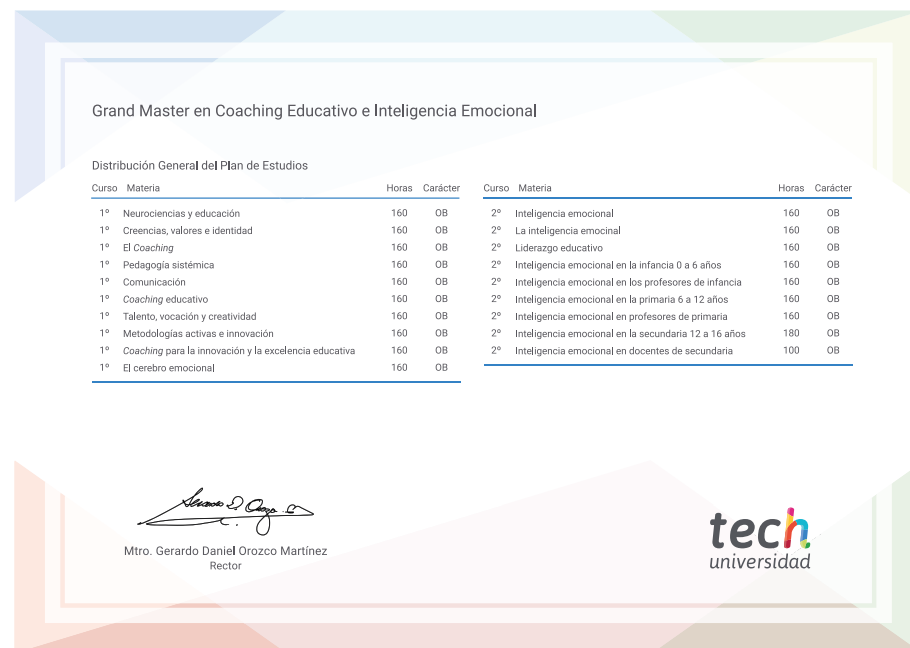 Grand Master en Coaching Educativo e Inteligencia Emocional
Distribución General del Plan de Estudios
Curso Materia Horas Carácter
1º Neurociencias y educación 160 OB
1º Creencias, valores e identidad 160 OB
1º El Coaching 160 OB
1º Pedagogía sistémica 160 OB
1º Comunicación 160 OB
1º Coaching educativo 160 OB
1º Talento, vocación y creatividad 160 OB
1º Metodologías activas e innovación 160 OB
1º Coaching para la innovación y la excelencia educativa 160 OB
1º El cerebro emocional 160 OB
Curso Materia Horas Carácter
2º Inteligencia emocional 160 OB
2º La inteligencia emocinal 160 OB
2º Liderazgo educativo 160 OB
2º Inteligencia emocional en la infancia 0 a 6 años 160 OB
2º Inteligencia emocional en los profesores de infancia 160 OB
2º Inteligencia emocional en la primaria 6 a 12 años 160 OB
2º Inteligencia emocional en profesores de primaria 160 OB
2º Inteligencia emocional en la secundaria 12 a 16 años 180 OB
2º Inteligencia emocional en docentes de secundaria 100 OB
Mtro. Gerardo Daniel Orozco Martínez
Rector
tech
universidad